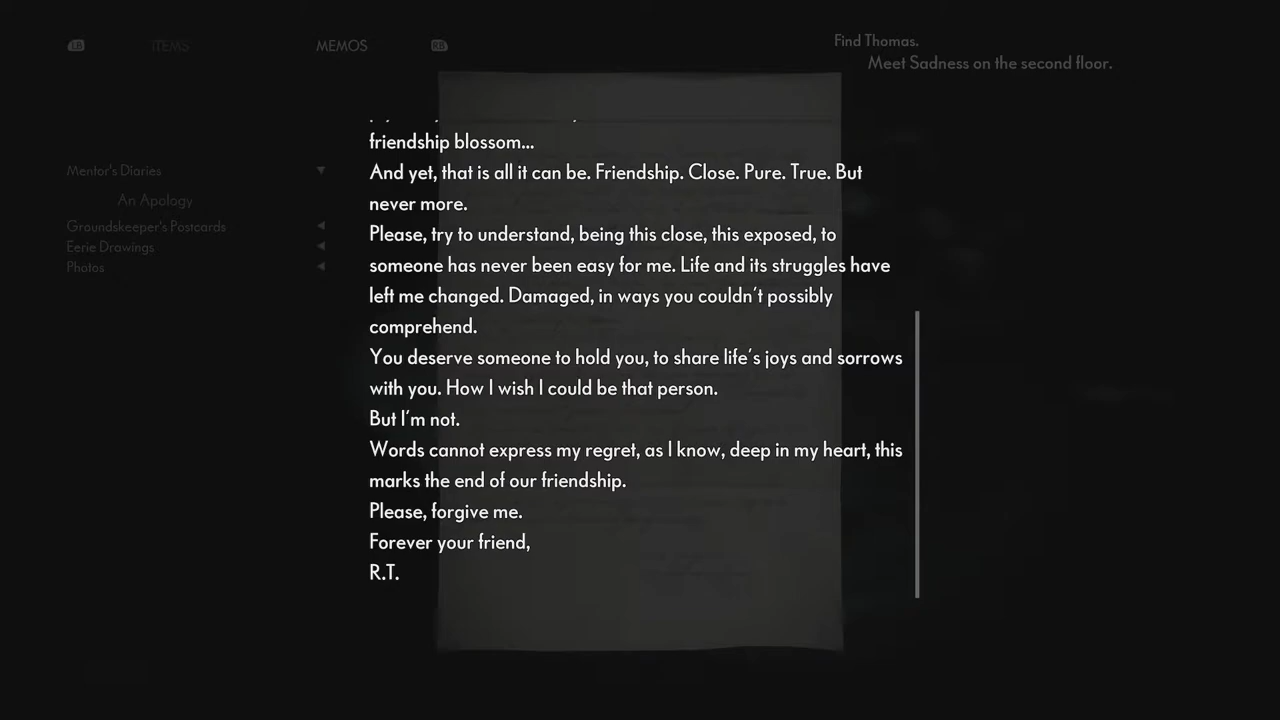 LB
ITEMS
MEMOS
RB
Find Thomas.
Meet Sadness on the second floor.
Mentor's Diaries
An Apology
Groundskeeper's Postcards
Eerie Drawings
Photos
friendship blossom...
And yet, that is all it can be. Friendship. Close. Pure. True. But
never more.
Please, try to understand, being this close, this exposed, to
someone has never been easy for me. Life and its struggles have
left me changed. Damaged, in ways you couldn't possibly
comprehend.
You deserve someone to hold you, to share life's joys and sorrows
with you. How I wish I could be that person.
But I'm not.
Words cannot express my regret, as I know, deep in my heart, this
marks the end of our friendship.
Please, forgive me.
Forever your friend,
R.T.